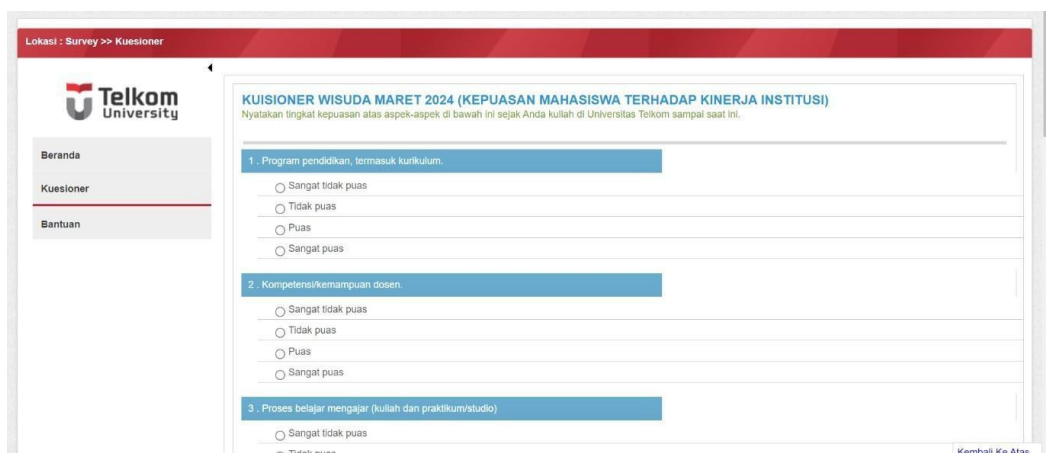 Lokasi : Survey >> Kuesioner
Telkom
University
Beranda
Kuesioner
Bantuan
KUISIONER WISUDA MARET 2024 (KEPUASAN MAHASISWA TERHADAP KINERJA INSTITUSI)
Nyatakan tingkat kepuasan atas aspek-aspek di bawah ini sejak Anda kuliah di Universitas Telkom sampai saat ini.
1 . Program pendidikan, termasuk kurikulum.
Sangat tidak puas
Tidak puas
Puas
Sangat puas
2 . Kompetensi/kemampuan dosen.
Sangat tidak puas
Tidak puas
Puas
Sangat puas
3 . Proses belajar mengajar (kuliah dan praktikum/studio)
Sangat tidak puas
Tidak puas
Kembali Ke Atas